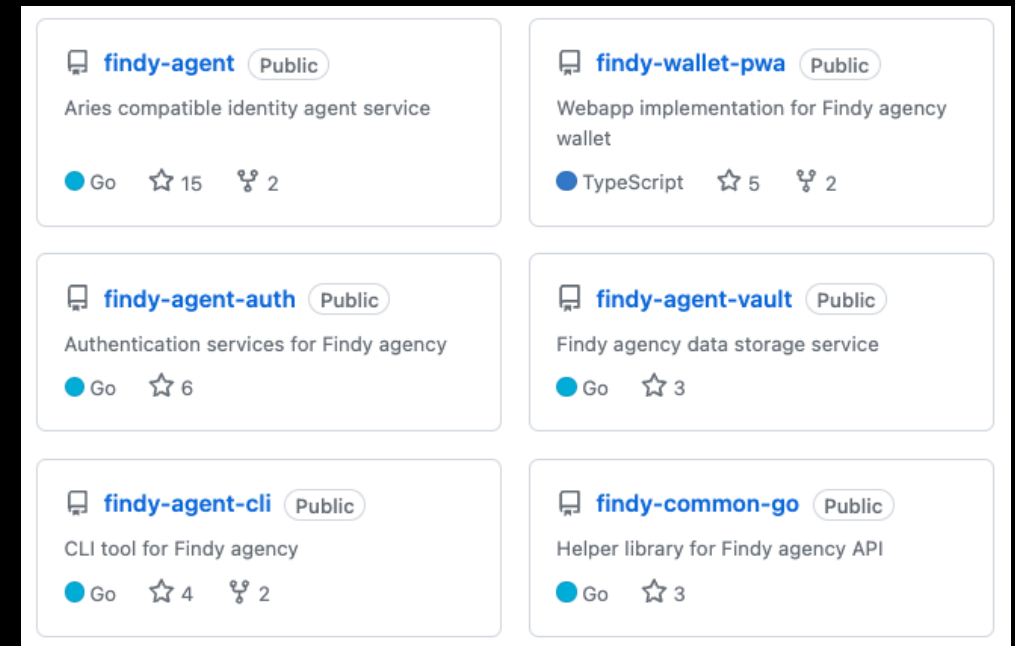 findy-agent Public
Aries compatible identity agent service
Go 15 2
findy-wallet-pwa Public
Webapp implementation for Findy agency
wallet
TypeScript 5 2
findy-agent-auth Public
Authentication services for Findy agency
Go 6
findy-agent-vault Public
Findy agency data storage service
Go 3
findy-agent-cli Public
CLI tool for Findy agency
Go 4 2
findy-common-go Public
Helper library for Findy agency API
Go 3